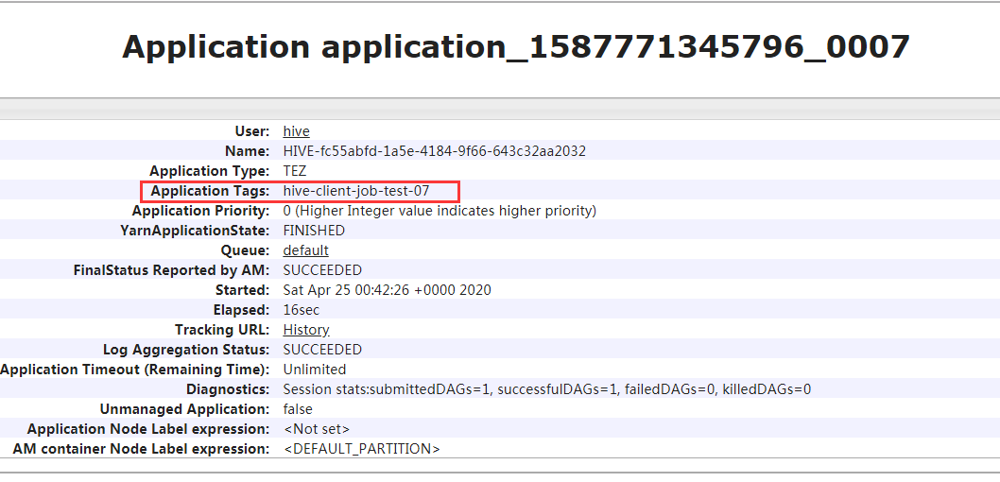 Application application_1587771345796_0007
User: hive
Name: HIVE-fc55abfd-1a5e-4184-9f66-643c32aa2032
Application Type: TEZ
Application Tags: hive-client-job-test-07
Application Priority: 0 (Higher Integer value indicates higher priority)
YarnApplicationState: FINISHED
Queue: default
FinalStatus Reported by AM: SUCCEEDED
Started: Sat Apr 25 00:42:26 +0000 2020
Elapsed: 16sec
Tracking URL: History
Log Aggregation Status: SUCCEEDED
Application Timeout (Remaining Time): Unlimited
Diagnostics: Session stats:submittedDAGs=1, successfulDAGs=1, failedDAGs=0, killedDAGs=0
Unmanaged Application: false
Application Node Label expression: <Not set>
AM container Node Label expression: <DEFAULT_PARTITION>